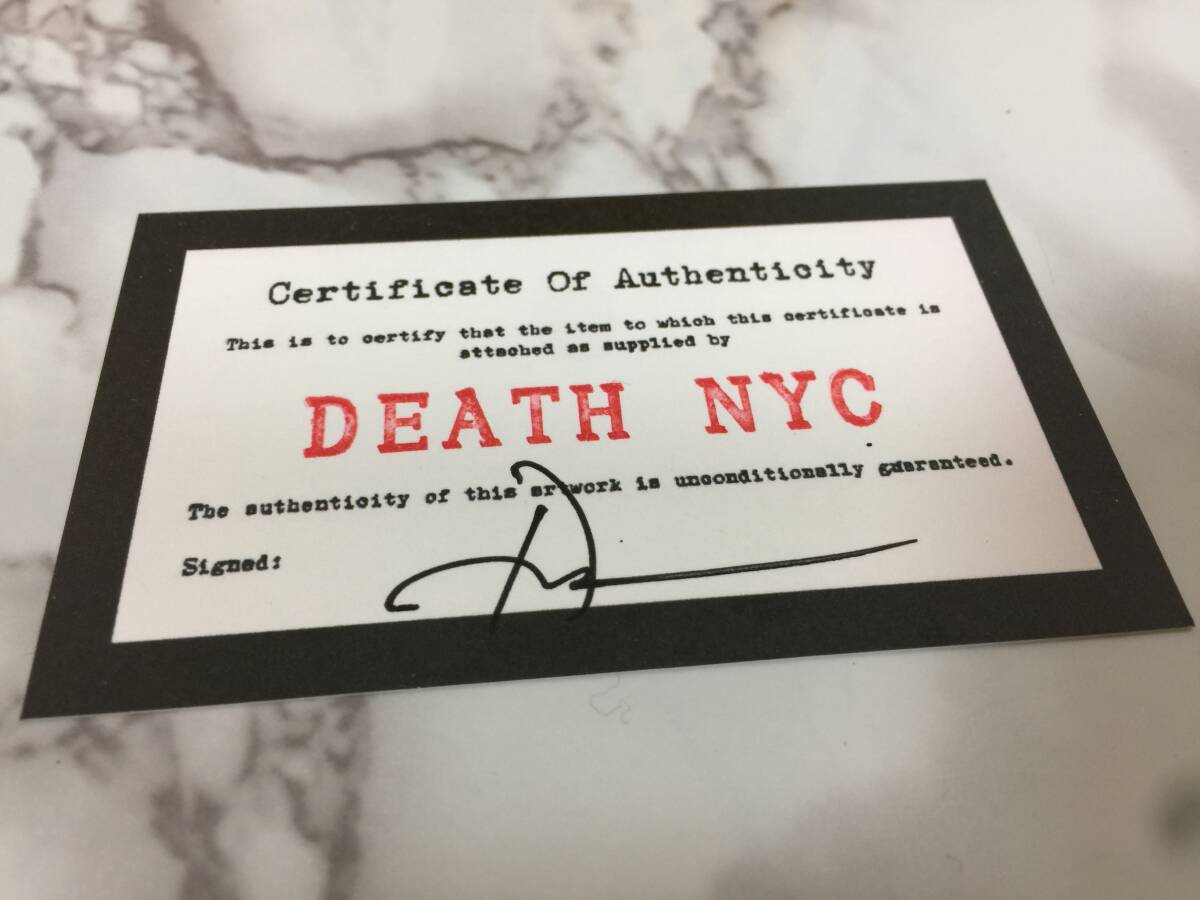 Certificate Of Authenticity
This is to certify that the item to which this certificate is
attached as supplied by
DEATH NYC
The authenticity of this artwork is unconditionally guaranteed.
Signed: